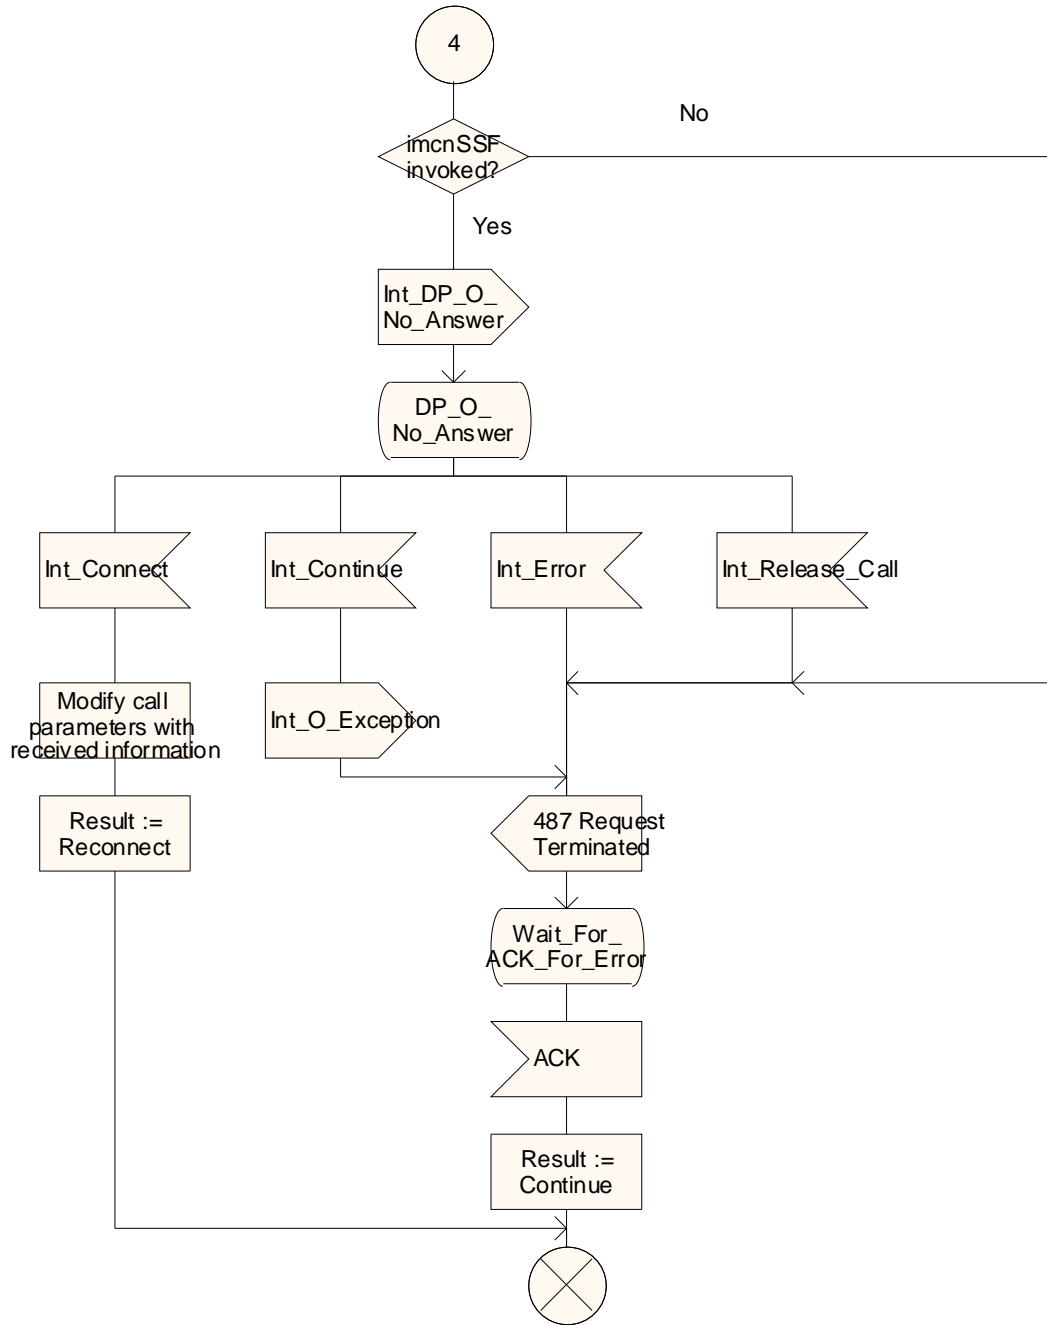 4
No
imcnSSF
invoked?
Yes
Int_DP_O_
No_Answer
DP_O_
No_Answer
Int_Connect
Int_Continue
Int_Error
Int_Release_Call
Modify call
parameters with
received information
Int_O_Exception
Result :=
Reconnect
487 Request
Terminated
Wait_For_
ACK_For_Error
ACK
Result :=
Continue